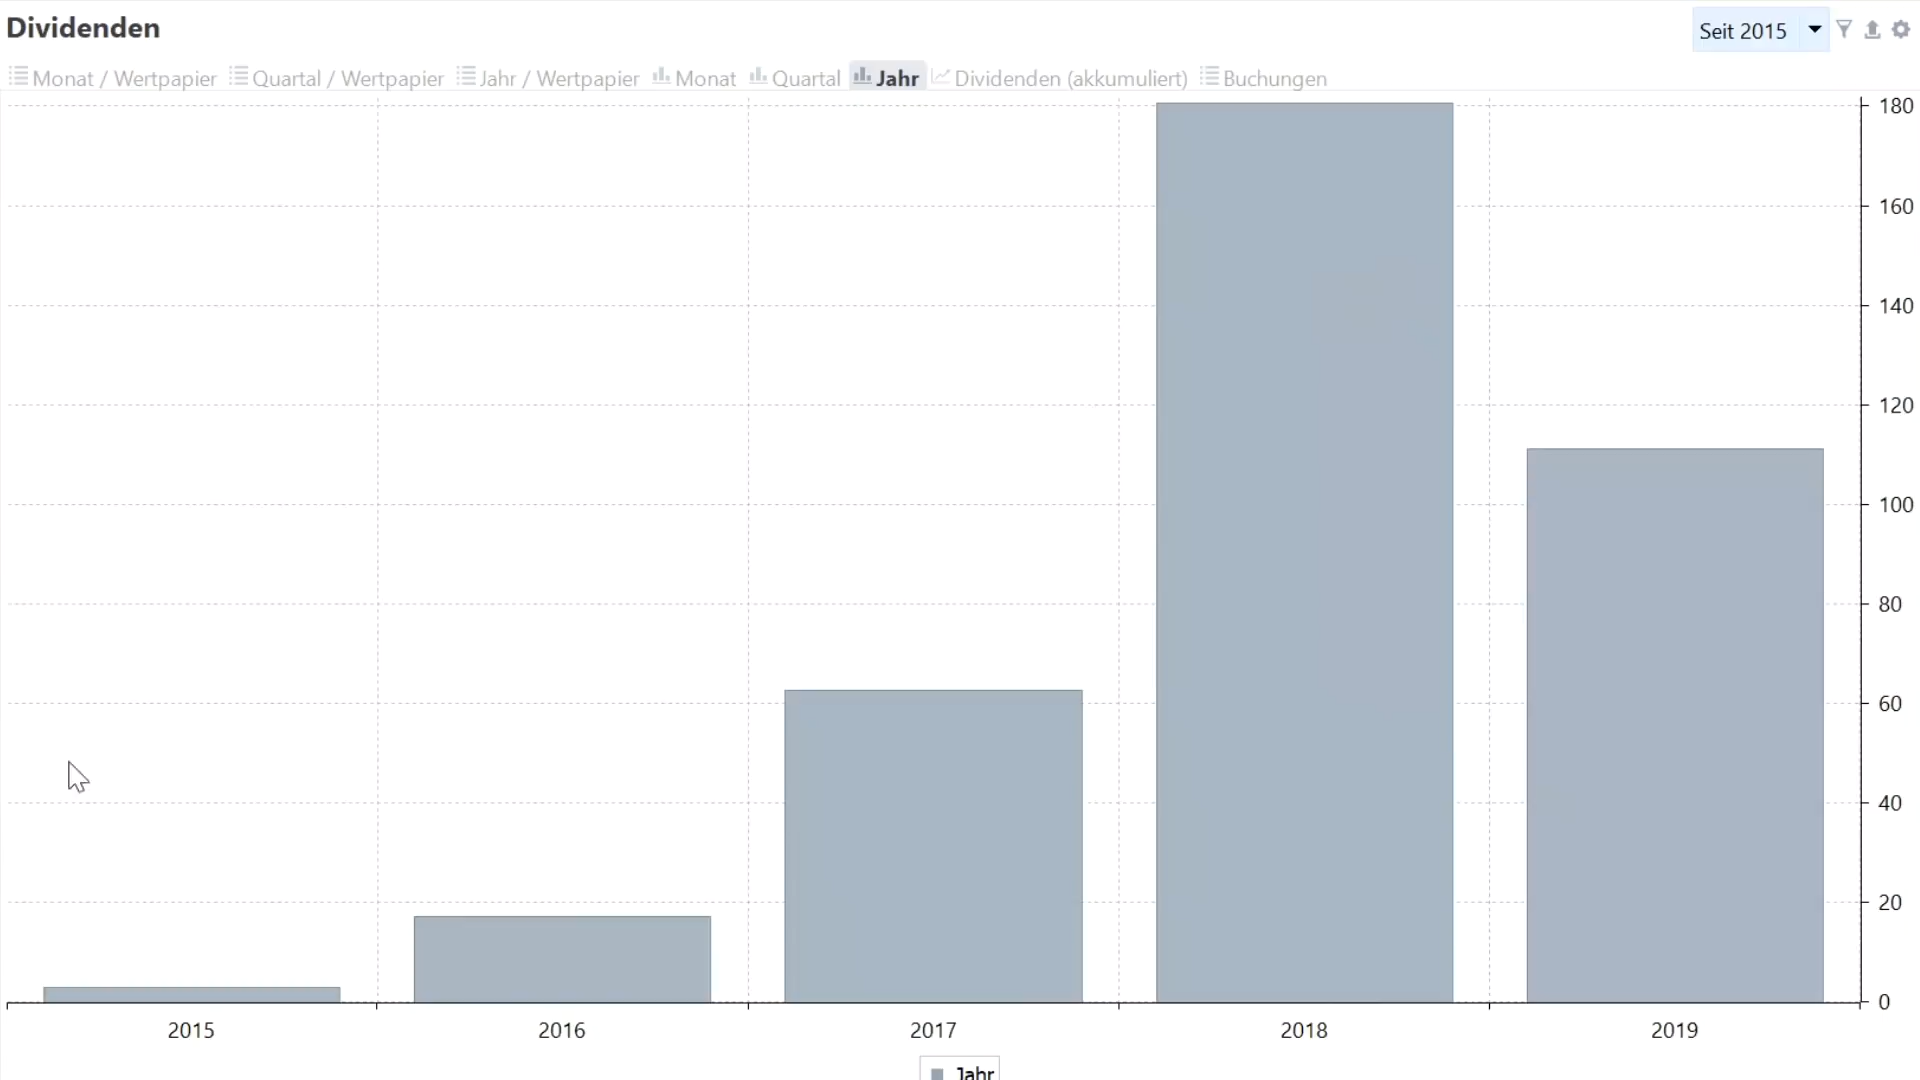 Dividenden
Seit 2015
Monat / Wertpapier Quartal / Wertpapier Jahr / Wertpapier Monat Quartal Jahr Dividenden (akkumuliert) Buchungen
180
160
140
120
100
80
60
40
20
0
2015 2016 2017 2018 2019
Jahr